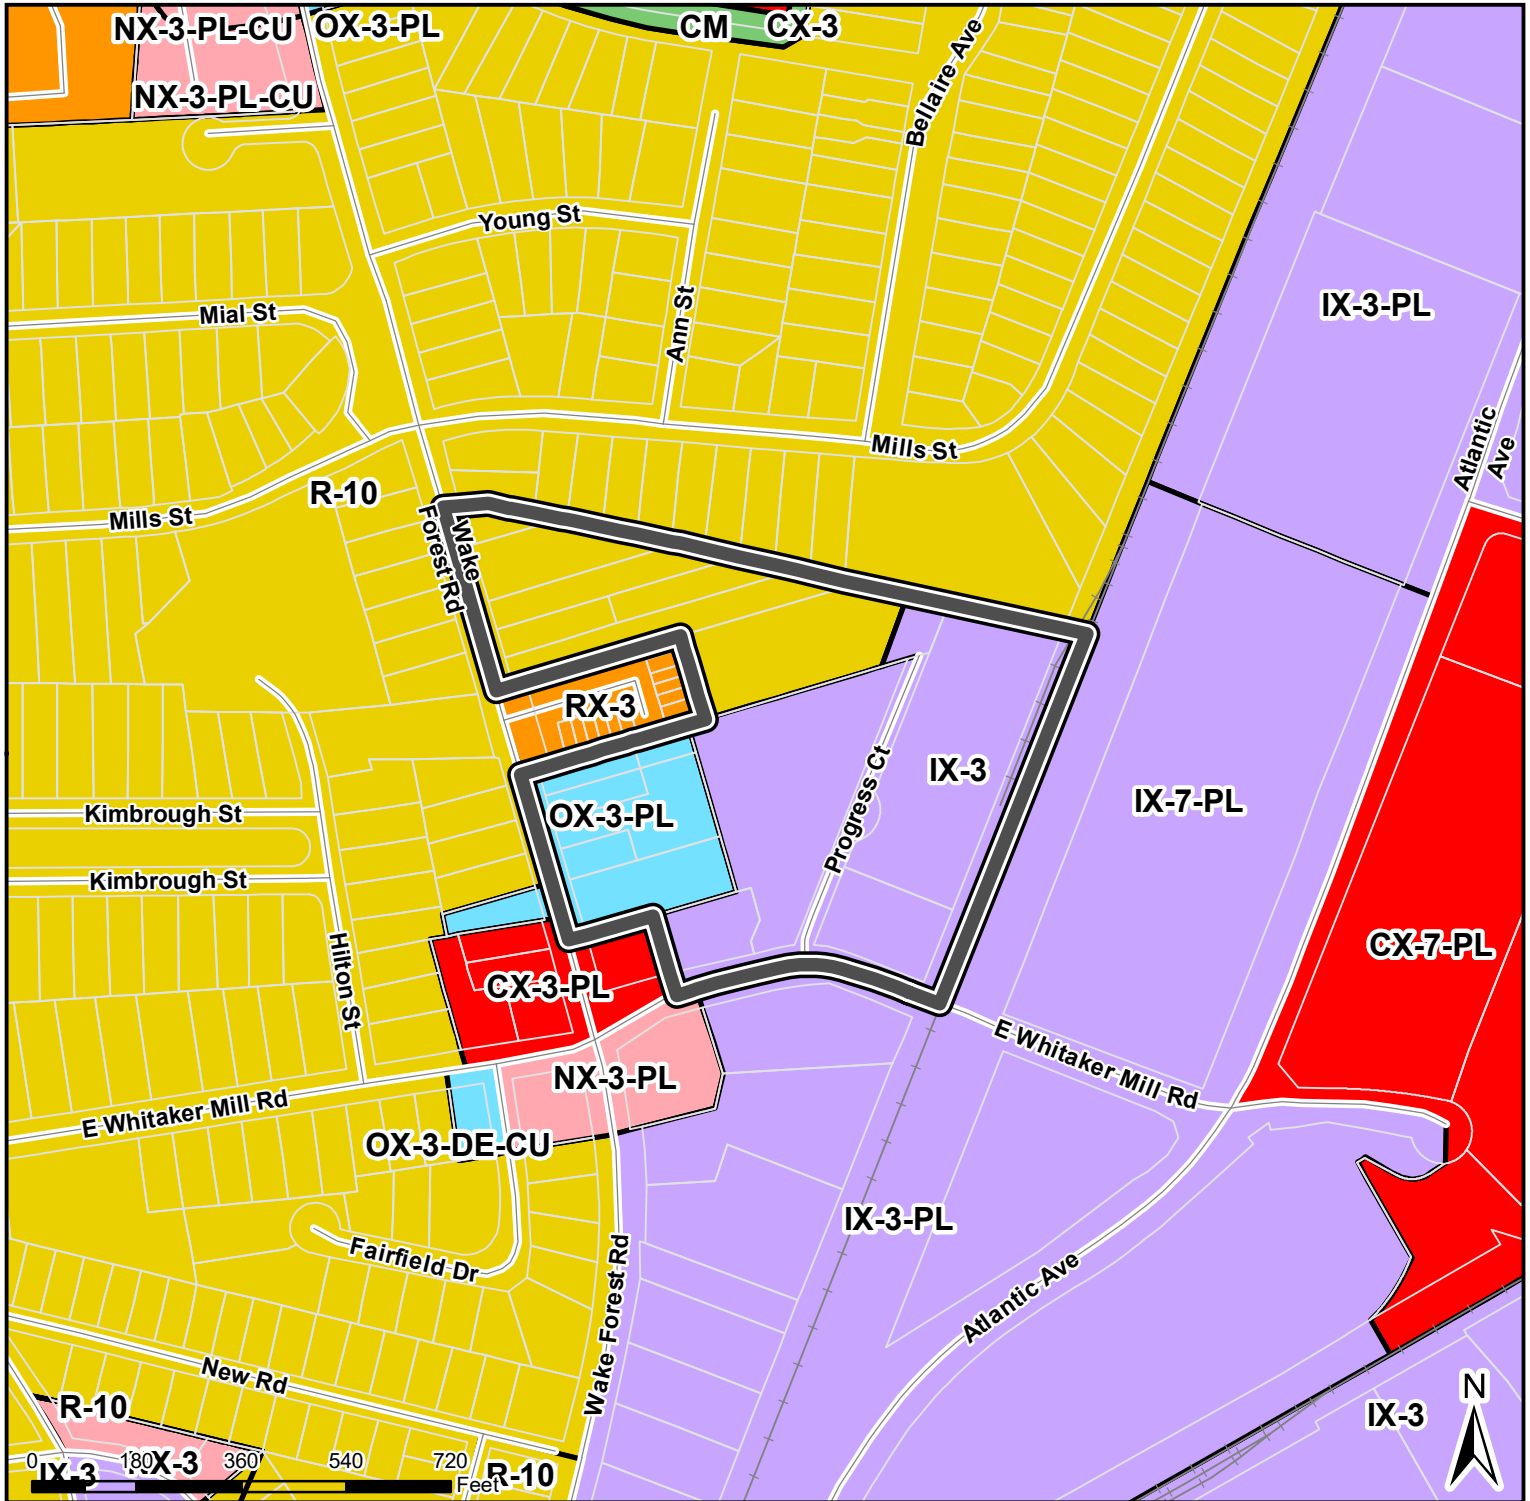 NX-3-PL-CU
OX-3-PL
CM
CX-3
Bellaire Ave
NX-3-PL-CU
Young St
Mial St
Ann St
IX-3-PL
Atlantic
Ave
Mills St
R-10
Mills St
Wake
Forest Rd
RX-3
IX-3
Progress Ct
IX-7-PL
OX-3-PL
Kimbrough St
Kimbrough St
Hilton St
CX-7-PL
CX-3-PL
E Whitaker Mill Rd
NX-3-PL
E Whitaker Mill Rd
OX-3-DE-CU
IX-3-PL
Fairfield Dr
Wake Forest Rd
Atlantic Ave
New Rd
R-10
N
IX-3
0 180 360 540 720
Feet
IX-3
R-10